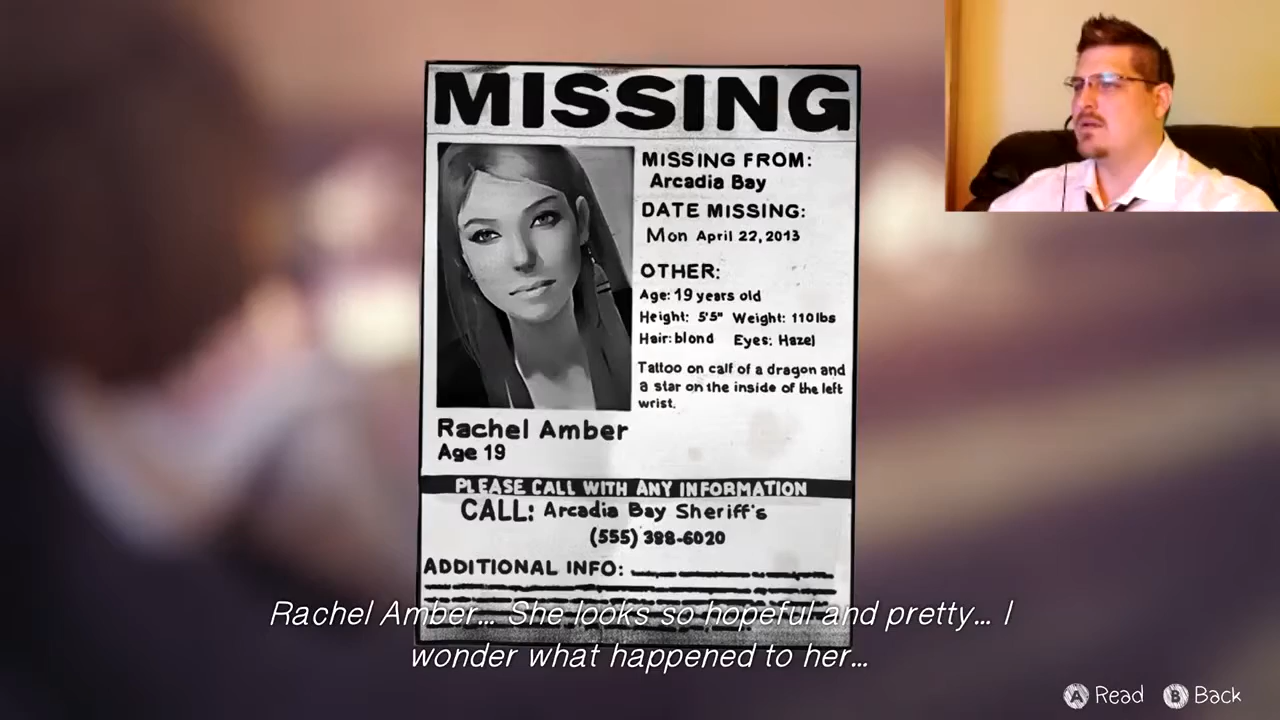 MISSING
MISSING FROM:
Arcadia Bay
DATE MISSING:
Mon April 22, 2013
OTHER:
Age: 19 years old
Height: 5'5" Weight: 110lbs
Hair: blond Eyes: Hazel
Tattoo on calf of a dragon and
a star on the inside of the left
wrist.
Rachel Amber
Age 19
PLEASE CALL WITH ANY INFORMATION
CALL: Arcadia Bay Sheriff's
(555) 388-6020
ADDITIONAL INFO:
Rachel Amber... She looks so hopeful and pretty... I
wonder what happened to her...
A Read B Back